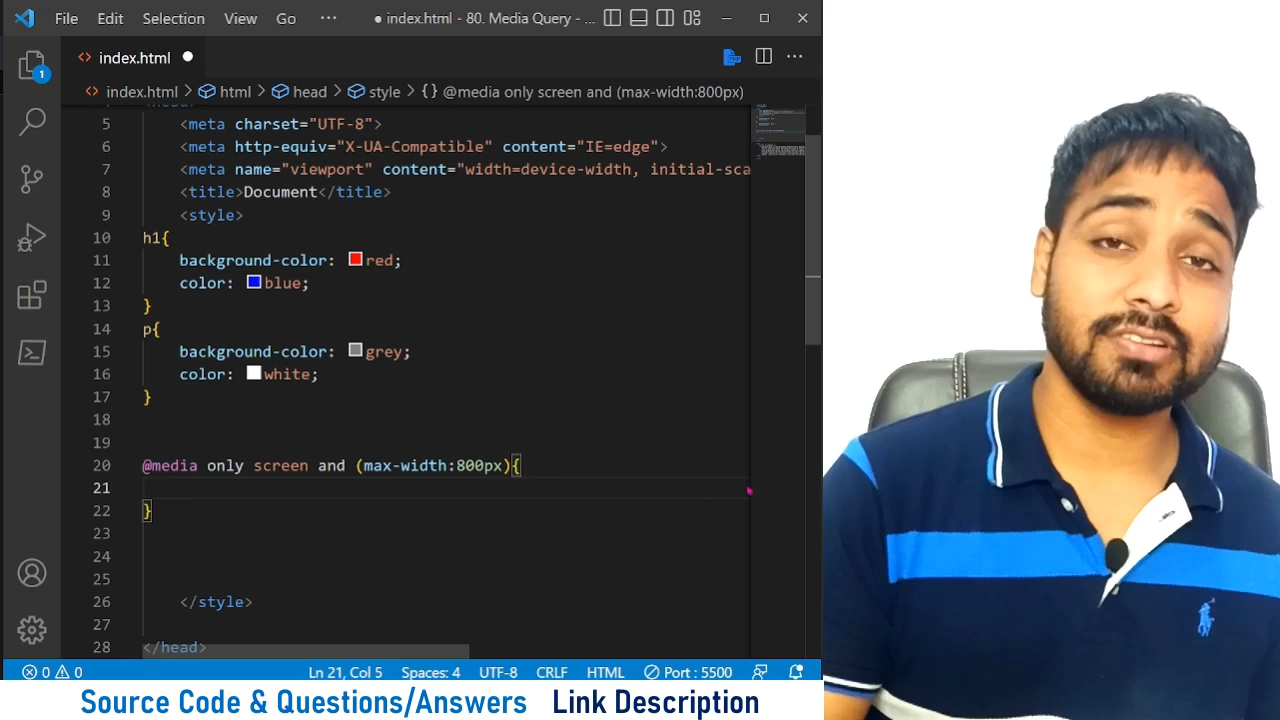 File Edit Selection View Go ··· ● index.html - 80. Media Query - ...
<> index.html ●
<> index.html > html > head > style > {} @media only screen and (max-width:800px)
1
5 <meta charset="UTF-8">
6 <meta http-equiv="X-UA-Compatible" content="IE=edge">
7 <meta name="viewport" content="width=device-width, initial-sca
8 <title>Document</title>
9 <style>
10 h1{
11 background-color: red;
12 color: blue;
13 }
14 p{
15 background-color: grey;
16 color: white;
17 }
18
19
20 @media only screen and (max-width:800px){
21
22 }
23
24
25
26 </style>
27
28 </head>
0 0 Ln 21, Col 5 Spaces: 4 UTF-8 CRLF HTML Port : 5500
Source Code & Questions/Answers Link Description